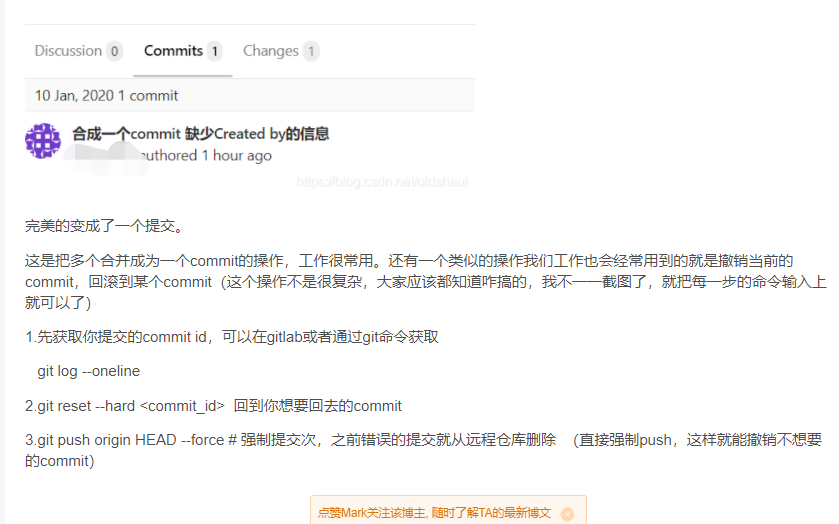 Discussion 0 Commits 1 Changes 1
10 Jan, 2020 1 commit
合成一个commit 缺少Created by的信息
authored 1 hour ago
https://blog.csdn.net/oldshaui
完美的变成了一个提交。
这是把多个合并成为一个commit的操作，工作很常用。还有一个类似的操作我们工作也会经常用到的就是撤销当前的
commit，回滚到某个commit（这个操作不是很复杂，大家应该都知道咋搞的，我不一一截图了，就把每一步的命令输入上
就可以了）
1.先获取你提交的commit id，可以在gitlab或者通过git命令获取
git log --oneline
2.git reset --hard <commit_id> 回到你想要回去的commit
3.git push origin HEAD --force # 强制提交次，之前错误的提交就从远程仓库删除 （直接强制push，这样就能撤销不想要
的commit）
点赞Mark关注该博主, 随时了解TA的最新博文